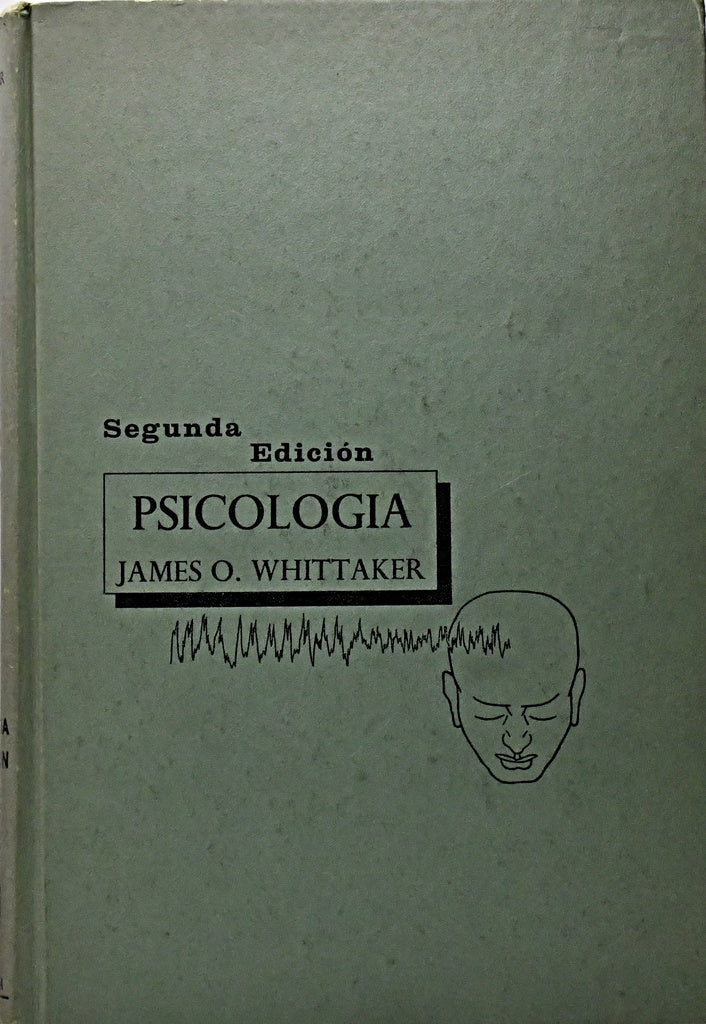 Segunda
Edición
PSICOLOGIA
JAMES O. WHITTAKER